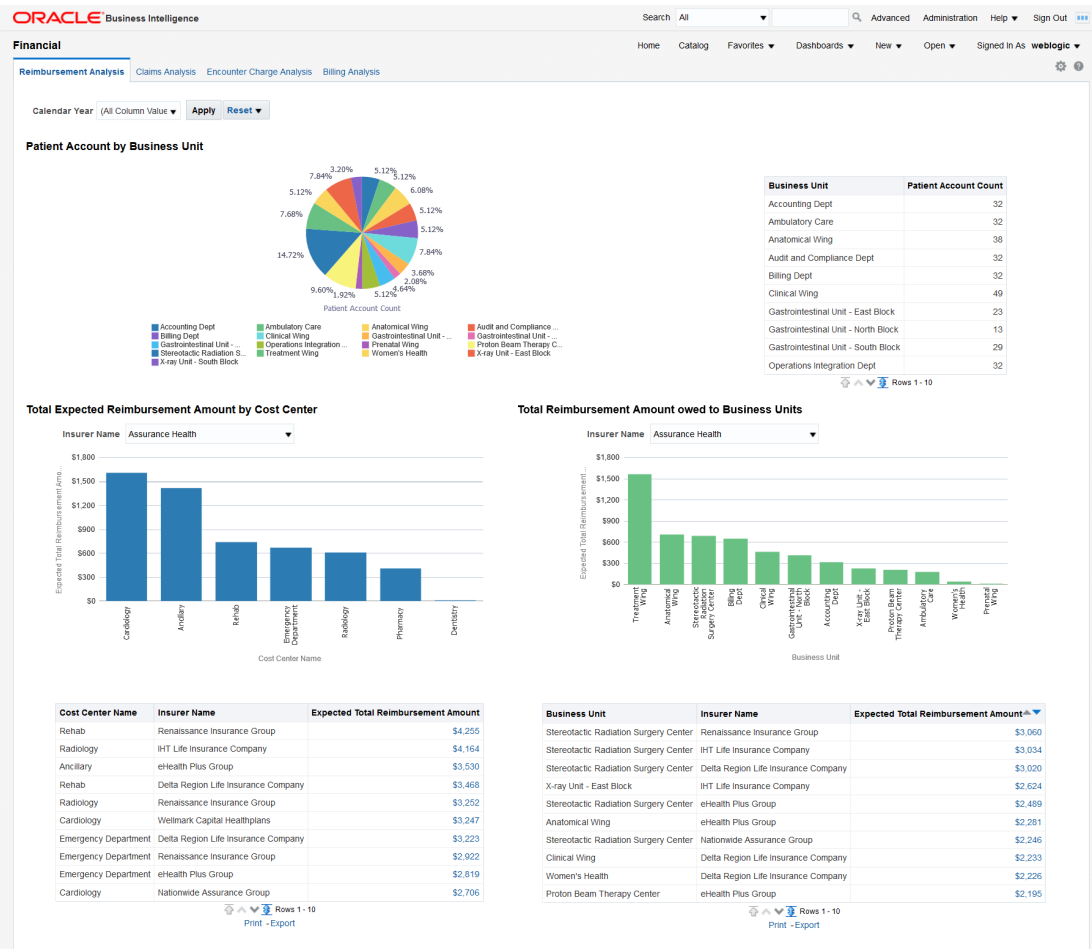 ORACLE Business Intelligence
Search All Advanced Administration Help Sign Out
Financial
Home Catalog Favorites Dashboards New Open Signed In As weblogic
Reimbursement Analysis Claims Analysis Encounter Charge Analysis Billing Analysis
Calendar Year (All Column Value Apply Reset
Patient Account by Business Unit
3.20% 5.12% 5.12%
7.84% 6.08%
5.12% 5.12%
7.68% 5.12%
14.72% 7.84%
3.68%
2.08%
9.60% 1.92% 5.12% 4.64%
Patient Account Count
Accounting Dept Ambulatory Care Anatomical Wing Audit and Compliance ...
Billing Dept Clinical Wing Gastrointestinal Unit - ... Gastrointestinal Unit - ...
Gastrointestinal Unit - ... Operations Integration ... Prenatal Wing Proton Beam Therapy C...
Stereotactic Radiation S... Treatment Wing Women's Health X-ray Unit - East Block
X-ray Unit - South Block
Business Unit Patient Account Count
Accounting Dept 32
Ambulatory Care 32
Anatomical Wing 38
Audit and Compliance Dept 32
Billing Dept 32
Clinical Wing 49
Gastrointestinal Unit - East Block 23
Gastrointestinal Unit - North Block 13
Gastrointestinal Unit - South Block 29
Operations Integration Dept 32
Rows 1 - 10
Total Expected Reimbursement Amount by Cost Center
Insurer Name Assurance Health
Expected Total Reimbursement Amo...
$1,800
$1,500
$1,200
$900
$600
$300
$0
Cardiology
Ancillary
Rehab
Emergency
Department
Radiology
Pharmacy
Dentistry
Cost Center Name
Total Reimbursement Amount owed to Business Units
Insurer Name Assurance Health
Expected Total Reimbursement...
$1,800
$1,500
$1,200
$900
$600
$300
$0
Treatment
Wing
Anatomical
Wing
Stereotactic
Radiation
Surgery Center
Billing
Dept
Clinical
Wing
Gastrointestinal
Unit - North
Block
Accounting
Dept
X-ray Unit -
East Block
Proton Beam
Therapy Center
Ambulatory
Care
Women's
Health
Prenatal
Wing
Business Unit
Cost Center Name Insurer Name Expected Total Reimbursement Amount
Rehab Renaissance Insurance Group $4,255
Radiology IHT Life Insurance Company $4,164
Ancillary eHealth Plus Group $3,530
Rehab Delta Region Life Insurance Company $3,468
Radiology Renaissance Insurance Group $3,252
Cardiology Wellmark Capital Healthplans $3,247
Emergency Department Delta Region Life Insurance Company $3,223
Emergency Department Renaissance Insurance Group $2,922
Emergency Department eHealth Plus Group $2,819
Cardiology Nationwide Assurance Group $2,706
Rows 1 - 10
Print - Export
Business Unit Insurer Name Expected Total Reimbursement Amount
Stereotactic Radiation Surgery Center Renaissance Insurance Group $3,060
Stereotactic Radiation Surgery Center IHT Life Insurance Company $3,034
Stereotactic Radiation Surgery Center Delta Region Life Insurance Company $3,020
X-ray Unit - East Block IHT Life Insurance Company $2,624
Stereotactic Radiation Surgery Center eHealth Plus Group $2,489
Anatomical Wing eHealth Plus Group $2,281
Stereotactic Radiation Surgery Center Nationwide Assurance Group $2,246
Clinical Wing Delta Region Life Insurance Company $2,233
Women's Health Delta Region Life Insurance Company $2,226
Proton Beam Therapy Center eHealth Plus Group $2,195
Rows 1 - 10
Print - Export